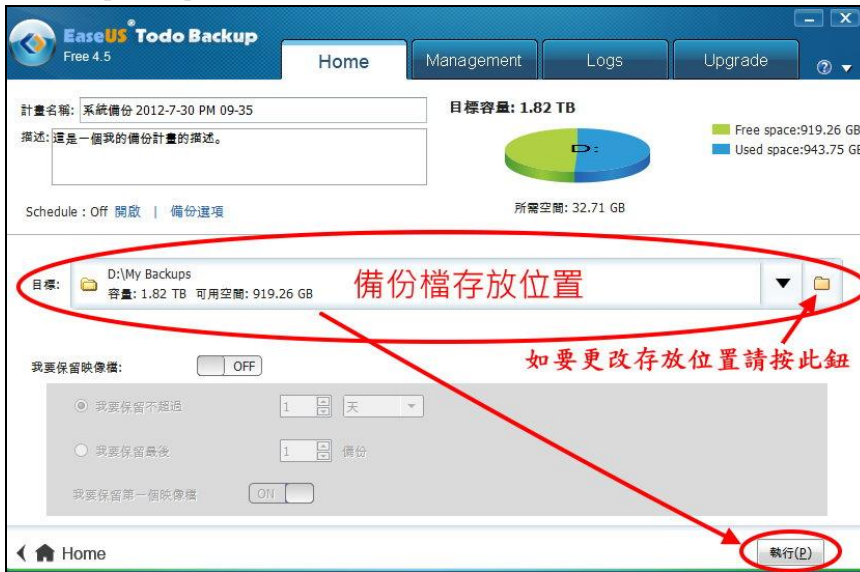 EaseUS® Todo Backup
Free 4.5
Home
Management
Logs
Upgrade
計畫名稱: 系統備份 2012-7-30 PM 09-35
描述: 這是一個我的備份計畫的描述。
目標容量: 1.82 TB
D:
Free space:919.26 GB
Used space:943.75 GB
Schedule : Off 開啟 | 備份選項
所需空間: 32.71 GB
目標:
D:\My Backups
容量: 1.82 TB 可用空間: 919.26 GB
備份檔存放位置
如要更改存放位置請按此鈕
我要保留映像檔: OFF
我要保留不超過 1 天
我要保留最後 1 備份
我要保留第一個映像檔 ON
Home
執行(P)